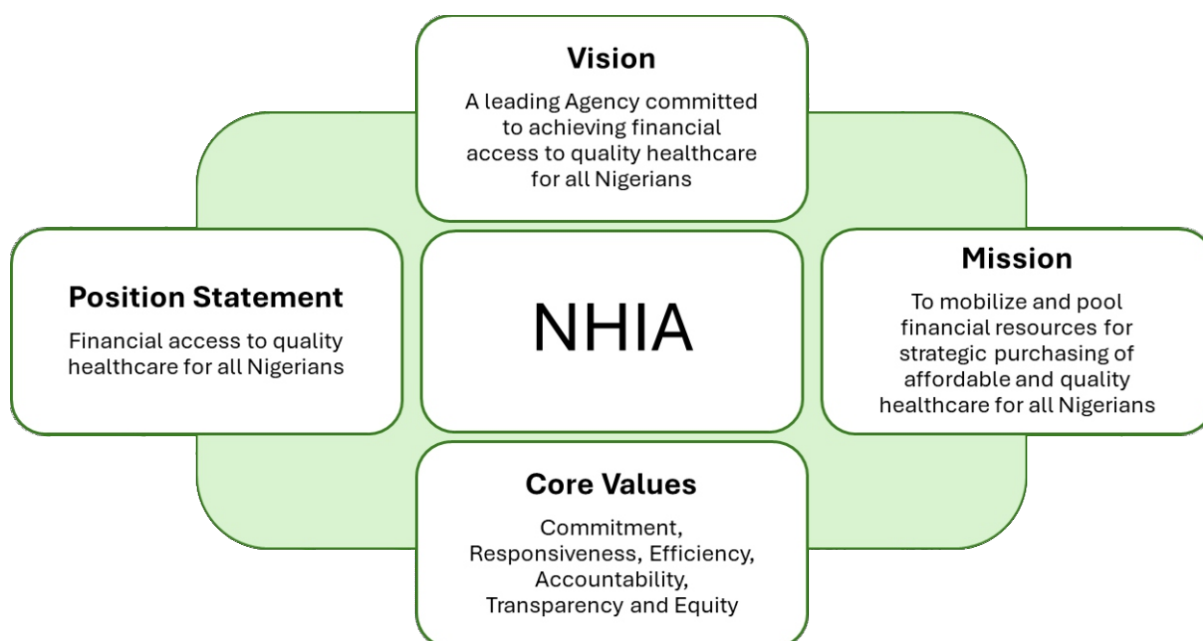 Vision
A leading Agency committed
to achieving financial
access to quality healthcare
for all Nigerians
Position Statement
Financial access to quality
healthcare for all Nigerians
NHIA
Mission
To mobilize and pool
financial resources for
strategic purchasing of
affordable and quality
healthcare for all Nigerians
Core Values
Commitment,
Responsiveness, Efficiency,
Accountability,
Transparency and Equity